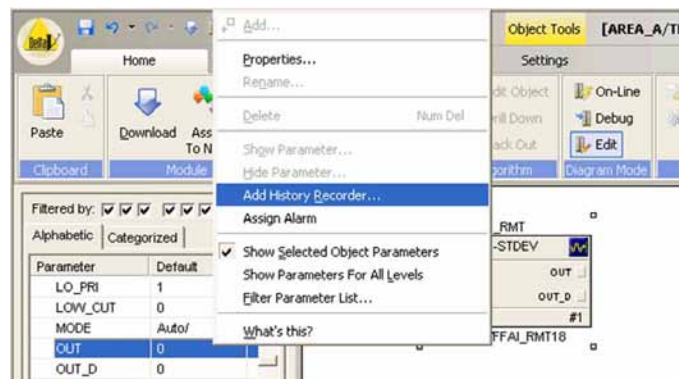 DeltaV
Add...
Object Tools [AREA_A/T
Home
Properties...
Settings
Rename...
Paste
Download
Ass
To N
Delete Num Del
dit Object
On-Line
rill Down
Debug
ack Out
Edit
Clipboard
Module
gorithm
Diagram Mode
Show Parameter...
Hide Parameter...
Add History Recorder...
Assign Alarm
Show Selected Object Parameters
Show Parameters For All Levels
Filter Parameter List...
What's this?
Filtered by:
Alphabetic Categorized
Parameter Default
LO_PRI 1
LOW_CUT 0
MODE Auto/
OUT 0
OUT_D 0
_RMT
-STDEV
OUT
OUT_D
#1
FFAI_RMT18